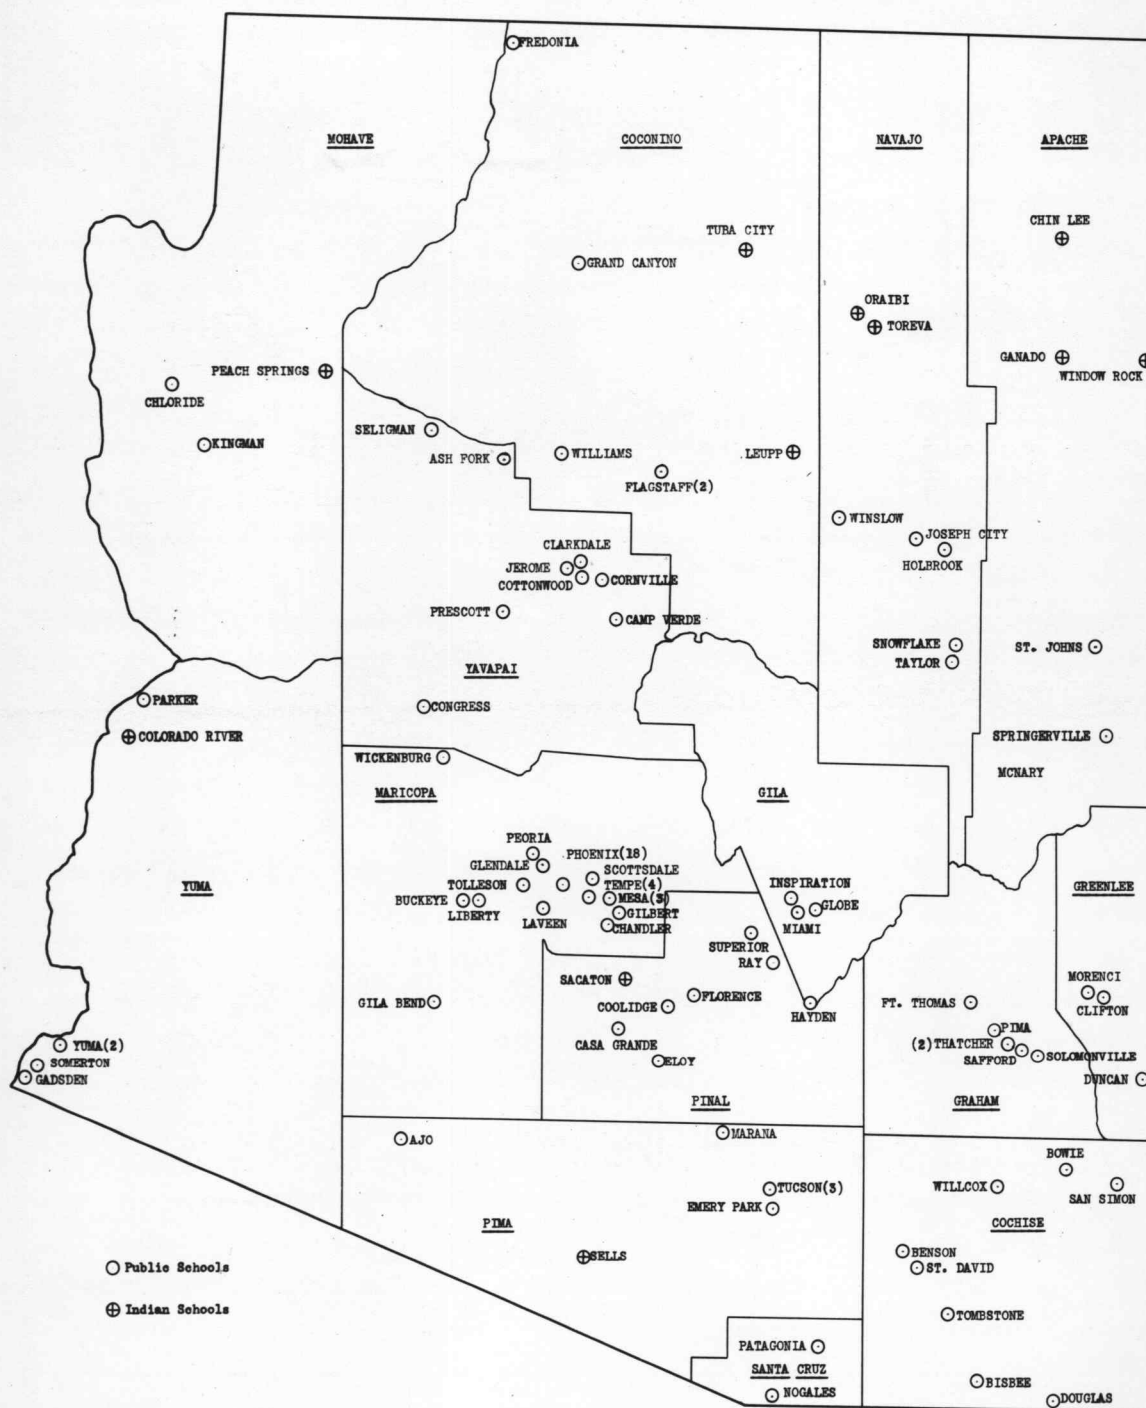 FREDONIA
MOHAVE
COCONINO
NAVAJO
APACHE
CHIN LEE
TUBA CITY
GRAND CANYON
ORAIBI
TOREVA
GANADO
WINDOW ROCK
PEACH SPRINGS
CHLORIDE
KINGMAN
SELIGMAN
ASH FORK
WILLIAMS
LEUPP
FLAGSTAFF(2)
WINSLOW
JOSEPH CITY
HOLBROOK
CLARKDALE
JEROME
COTTONWOOD
CORNVILLE
PRESCOTT
CAMP VERDE
SNOWFLAKE
TAYLOR
ST. JOHNS
YAVAPAI
PARKER
CONGRESS
COLORADO RIVER
SPRINGERVILLE
WICKENBURG
MCNARY
MARICOPA
GILA
PEORIA
PHOENIX(18)
GLENDALE
SCOTTSDALE
YUMA
TOLLESON
TEMPE(4)
INSPIRATION
GREENLEE
BUCKEYE
MESA(3)
LIBERTY
LAVEEN
GILBERT
GLOBE
MIAMI
CHANDLER
SUPERIOR
RAY
SACATON
MORENCI
GILA BEND
COOLIDGE
FLORENCE
HAYDEN
FT. THOMAS
CLIFTON
CASA GRANDE
PIMA
YUMA(2)
(2)THATCHER
SAFFORD
SOLOMONVILLE
SOMERTON
ELOY
GADSDEN
DUNCAN
PINAL
GRAHAM
AJO
MARANA
BOWIE
TUCSON(3)
WILLCOX
SAN SIMON
EMERY PARK
PIMA
COCHISE
SELLS
BENSON
Public Schools
ST. DAVID
Indian Schools
TOMBSTONE
PATAGONIA
SANTA CRUZ
BISBEE
NOGALES
DOUGLAS